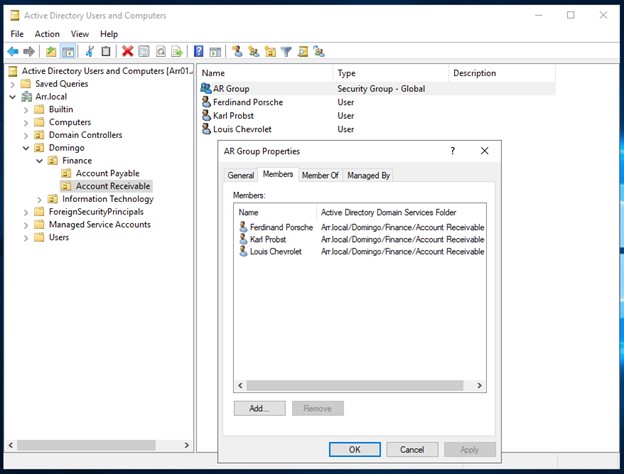 Active Directory Users and Computers
File Action View Help
Active Directory Users and Computers [Arr01.
Saved Queries
Arr.local
Builtin
Computers
Domain Controllers
Domingo
Finance
Account Payable
Account Receivable
Information Technology
ForeignSecurityPrincipals
Managed Service Accounts
Users
Name Type Description
AR Group Security Group - Global
Ferdinand Porsche User
Karl Probst User
Louis Chevrolet User
AR Group Properties ? X
General Members Member Of Managed By
Members:
Name Active Directory Domain Services Folder
Ferdinand Porsche Arr.local/Domingo/Finance/Account Receivable
Karl Probst Arr.local/Domingo/Finance/Account Receivable
Louis Chevrolet Arr.local/Domingo/Finance/Account Receivable
Add... Remove
OK Cancel Apply